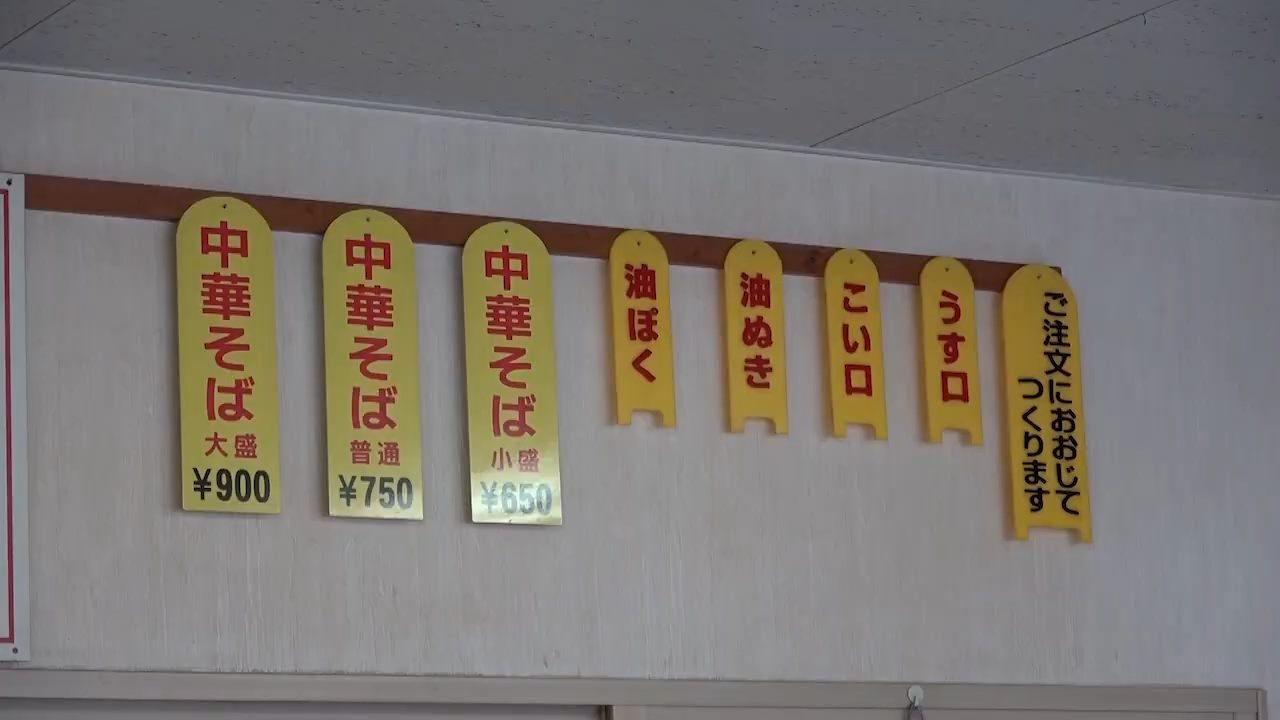 中華そば
大盛
¥900
中華そば
普通
¥750
中華そば
小盛
¥650
油ぽく
油ぬき
こい口
うす口
ご注文におおじて
つくります